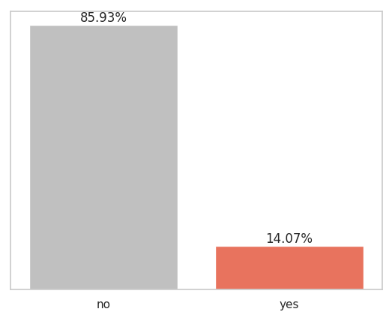 85.93%
14.07%
no
yes